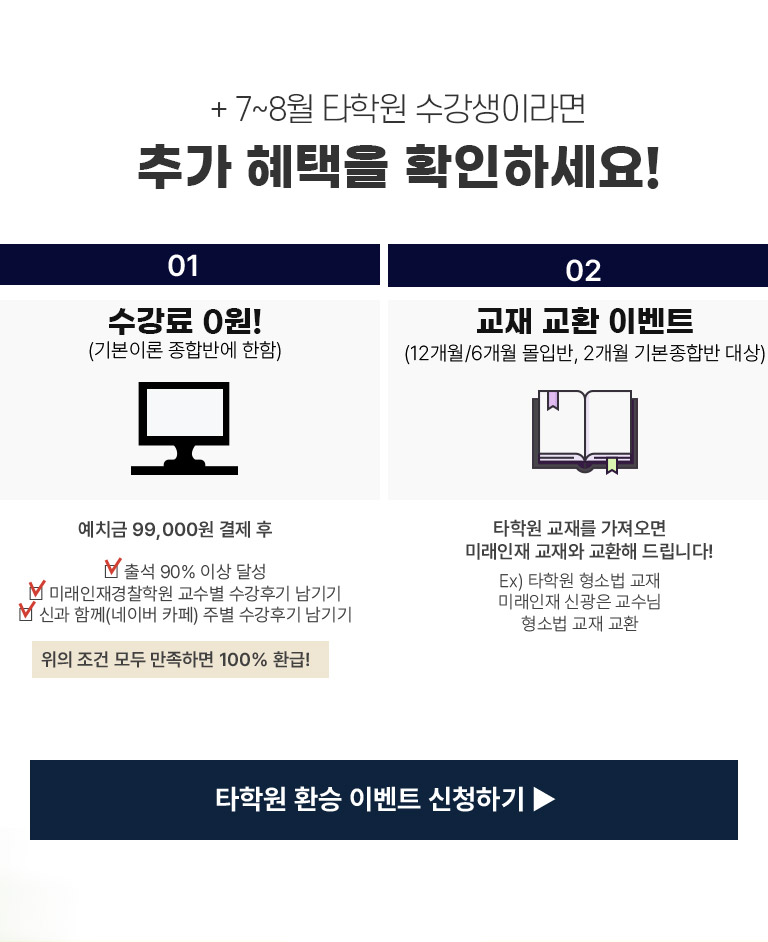 + 7~8월 타학원 수강생이라면
추가 혜택을 확인하세요!
01
수강료 0원!
(기본이론 종합반에 한함)
예치금 99,000원 결제 후
출석 90% 이상 달성
미래인재경찰학원 교수별 수강후기 남기기
신과 함께(네이버 카페) 주별 수강후기 남기기
위의 조건 모두 만족하면 100% 환급!
02
교재 교환 이벤트
(12개월/6개월 몰입반, 2개월 기본종합반 대상)
타학원 교재를 가져오면
미래인재 교재와 교환해 드립니다!
Ex) 타학원 형소법 교재
미래인재 신광은 교수님
형소법 교재 교환
타학원 환승 이벤트 신청하기 ▶